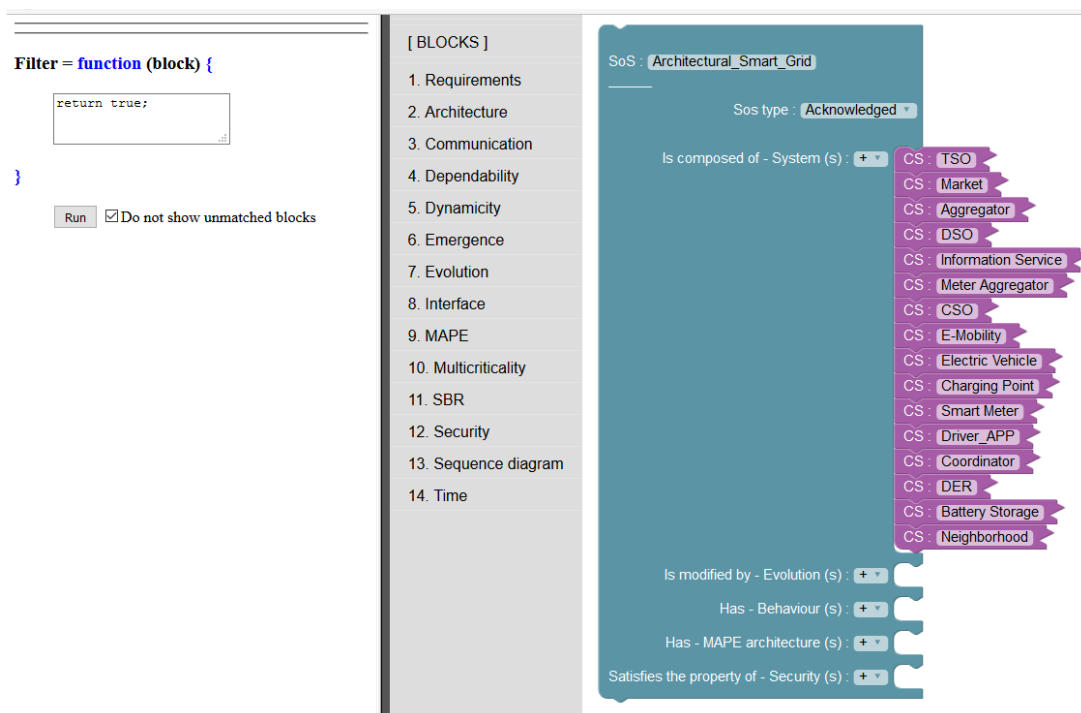 Filter = function (block) {
return true;
}
Run Do not show unmatched blocks
[ BLOCKS ]
1. Requirements
2. Architecture
3. Communication
4. Dependability
5. Dynamicity
6. Emergence
7. Evolution
8. Interface
9. MAPE
10. Multicriticality
11. SBR
12. Security
13. Sequence diagram
14. Time
SoS : Architectural_Smart_Grid
Sos type : Acknowledged
Is composed of - System (s) : +
CS : TSO
CS : Market
CS : Aggregator
CS : DSO
CS : Information Service
CS : Meter Aggregator
CS : CSO
CS : E-Mobility
CS : Electric Vehicle
CS : Charging Point
CS : Smart Meter
CS : Driver_APP
CS : Coordinator
CS : DER
CS : Battery Storage
CS : Neighborhood
Is modified by - Evolution (s) : +
Has - Behaviour (s) : +
Has - MAPE architecture (s) : +
Satisfies the property of - Security (s) : +